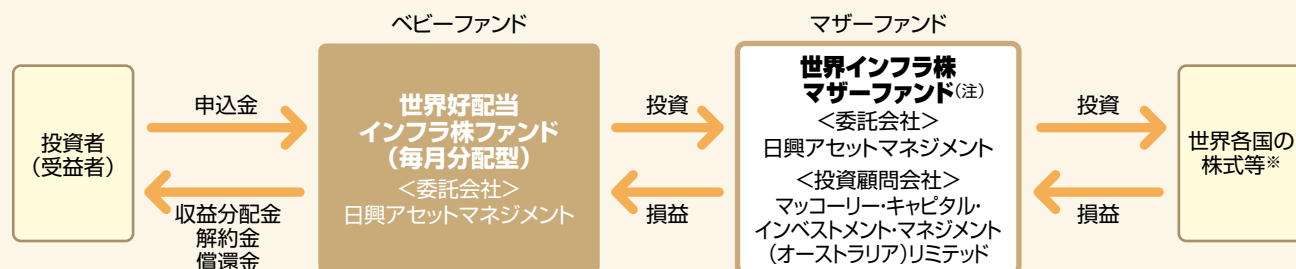 ベビーファンド
マザーファンド
投資者
(受益者)
申込金
収益分配金
解約金
償還金
世界好配当
インフラ株ファンド
(毎月分配型)
＜委託会社＞
日興アセットマネジメント
投資
損益
世界インフラ株
マザーファンド(注)
＜委託会社＞
日興アセットマネジメント
＜投資顧問会社＞
マッコーリー・キャピタル・
インベストメント・マネジメント
(オーストラリア)リミテッド
投資
損益
世界各国の
株式等※